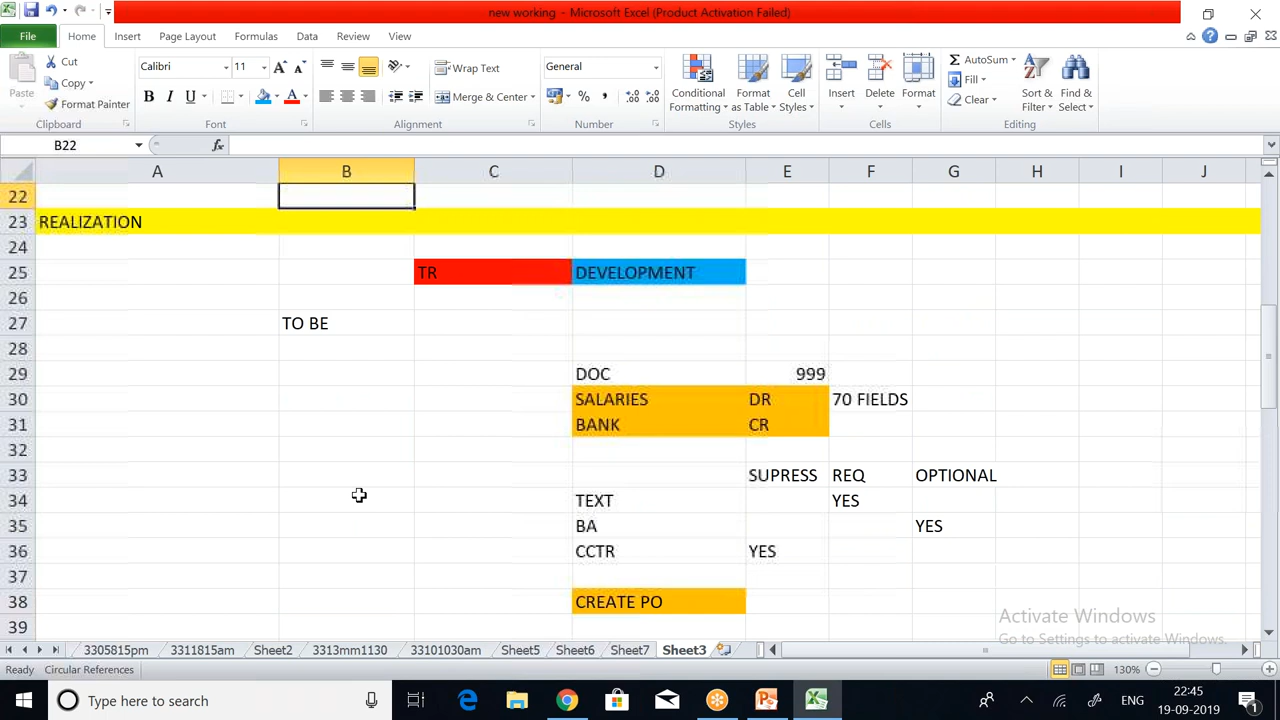 new working - Microsoft Excel (Product Activation Failed)
File Home Insert Page Layout Formulas Data Review View
Paste
Cut
Copy
Format Painter
Clipboard
Calibri 11
B I U
Font
Wrap Text
Merge & Center
Alignment
General
Number
Conditional Formatting
Format as Table
Cell Styles
Styles
Insert Delete Format
Cells
AutoSum
Fill
Clear
Sort & Filter
Find & Select
Editing
B22 fx
A B C D E F G H I J
22
23 REALIZATION
24
25 TR DEVELOPMENT
26
27 TO BE
28
29 DOC 999
30 SALARIES DR 70 FIELDS
31 BANK CR
32
33 SUPRESS REQ OPTIONAL
34 TEXT YES
35 BA YES
36 CCTR YES
37
38 CREATE PO
39
Activate Windows
Go to Settings to activate Windows.
3305815pm 3311815am Sheet2 3313mm1130 33101030am Sheet5 Sheet6 Sheet7 Sheet3
Ready Circular References 130%
Type here to search
ENG
22:45
19-09-2019
1